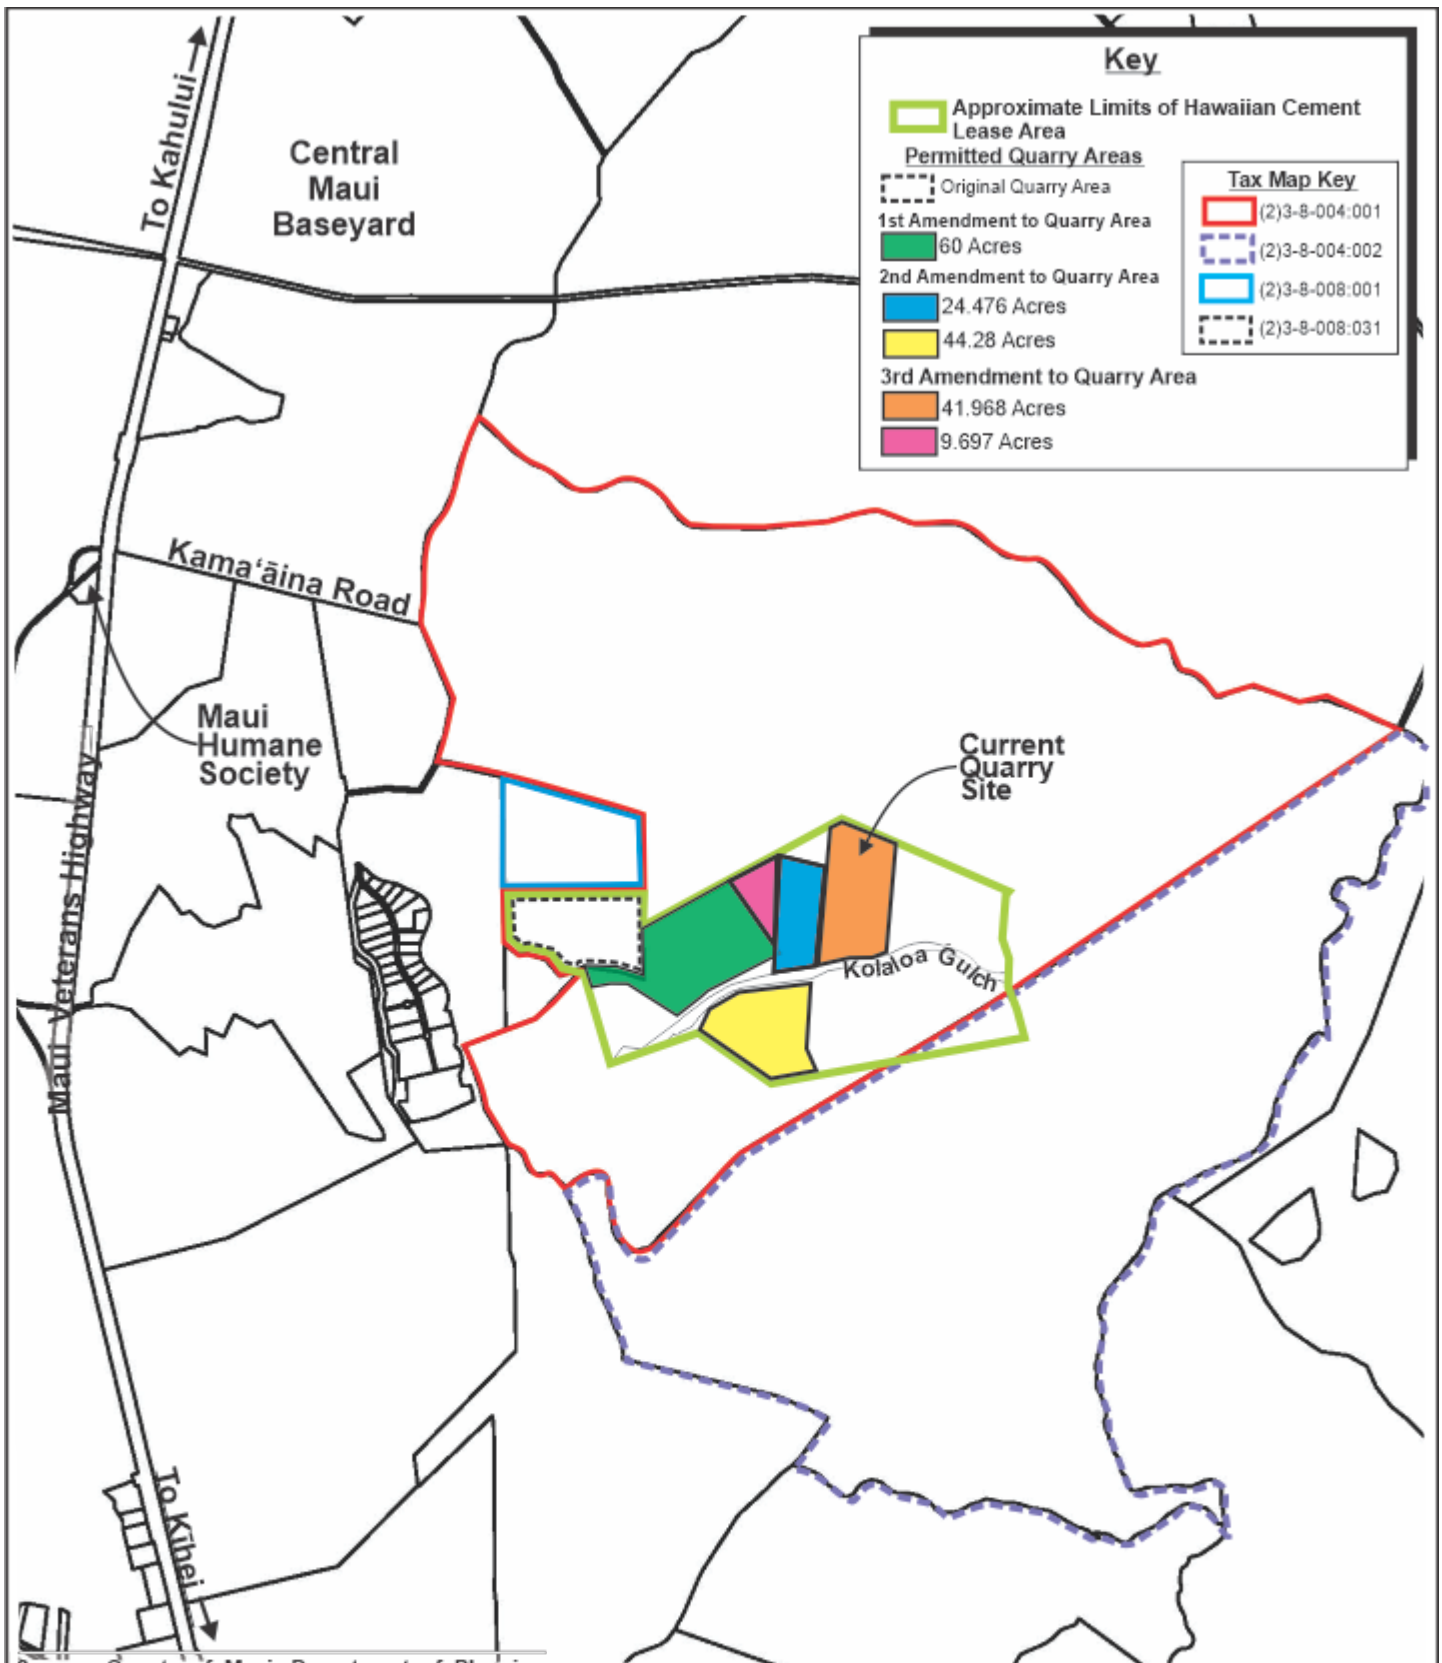 Key
Approximate Limits of Hawaiian Cement
Lease Area
Permitted Quarry Areas
Original Quarry Area
1st Amendment to Quarry Area
60 Acres
2nd Amendment to Quarry Area
24.476 Acres
44.28 Acres
3rd Amendment to Quarry Area
41.968 Acres
9.697 Acres
Tax Map Key
(2)3-8-004:001
(2)3-8-004:002
(2)3-8-008:001
(2)3-8-008:031
To Kahului
Central
Maui
Baseyard
Kama‘āina Road
Maui
Humane
Society
Maui Veterans Highway
Current
Quarry
Site
Kolaloa Gulch
To Kīhei